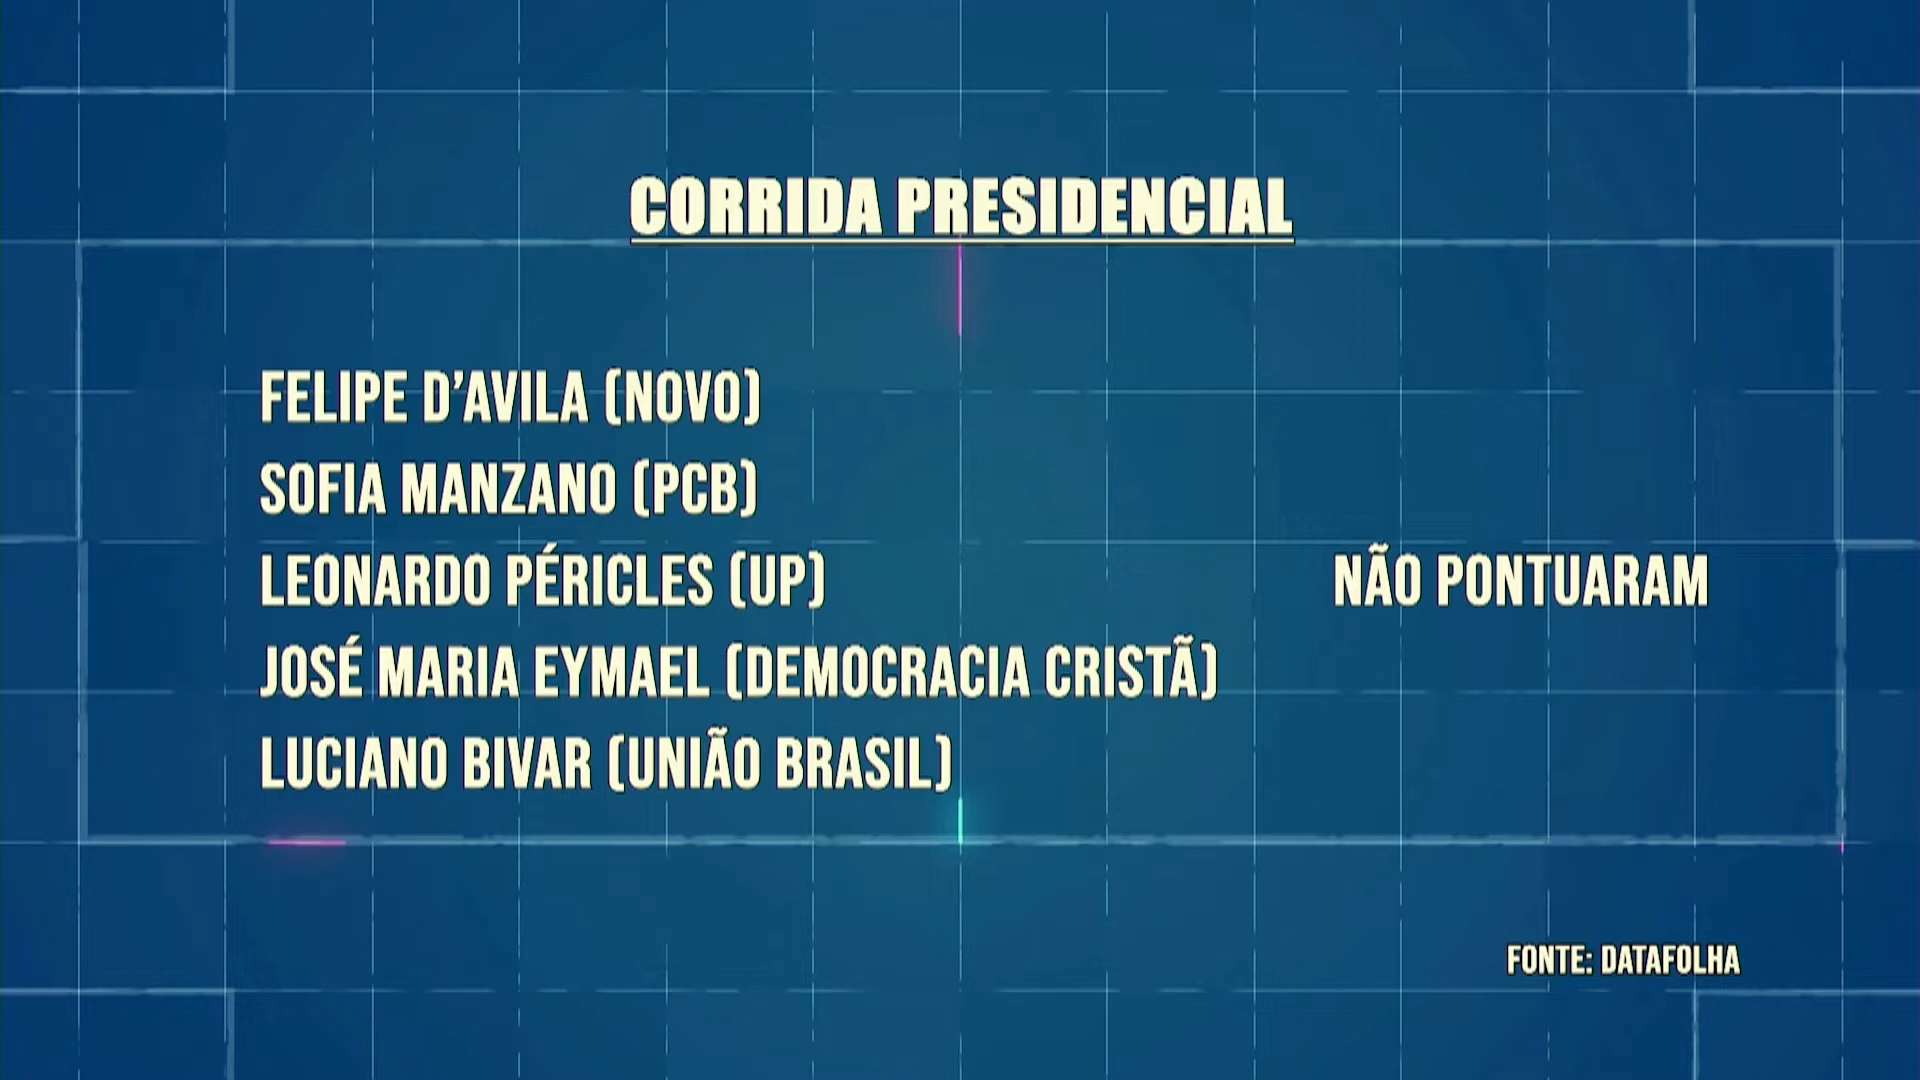 CORRIDA PRESIDENCIAL
FELIPE D’AVILA (NOVO)
SOFIA MANZANO (PCB)
LEONARDO PÉRICLES (UP)
NÃO PONTUARAM
JOSÉ MARIA EYMAEL (DEMOCRACIA CRISTÃ)
LUCIANO BIVAR (UNIÃO BRASIL)
FONTE: DATAFOLHA